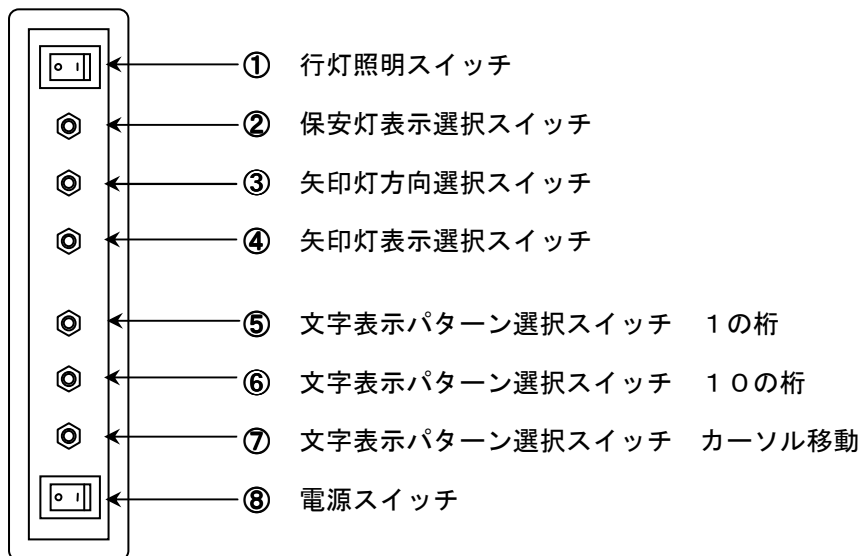 ① 行灯照明スイッチ
② 保安灯表示選択スイッチ
③ 矢印灯方向選択スイッチ
④ 矢印灯表示選択スイッチ
⑤ 文字表示パターン選択スイッチ　１の桁
⑥ 文字表示パターン選択スイッチ　１０の桁
⑦ 文字表示パターン選択スイッチ　カーソル移動
⑧ 電源スイッチ